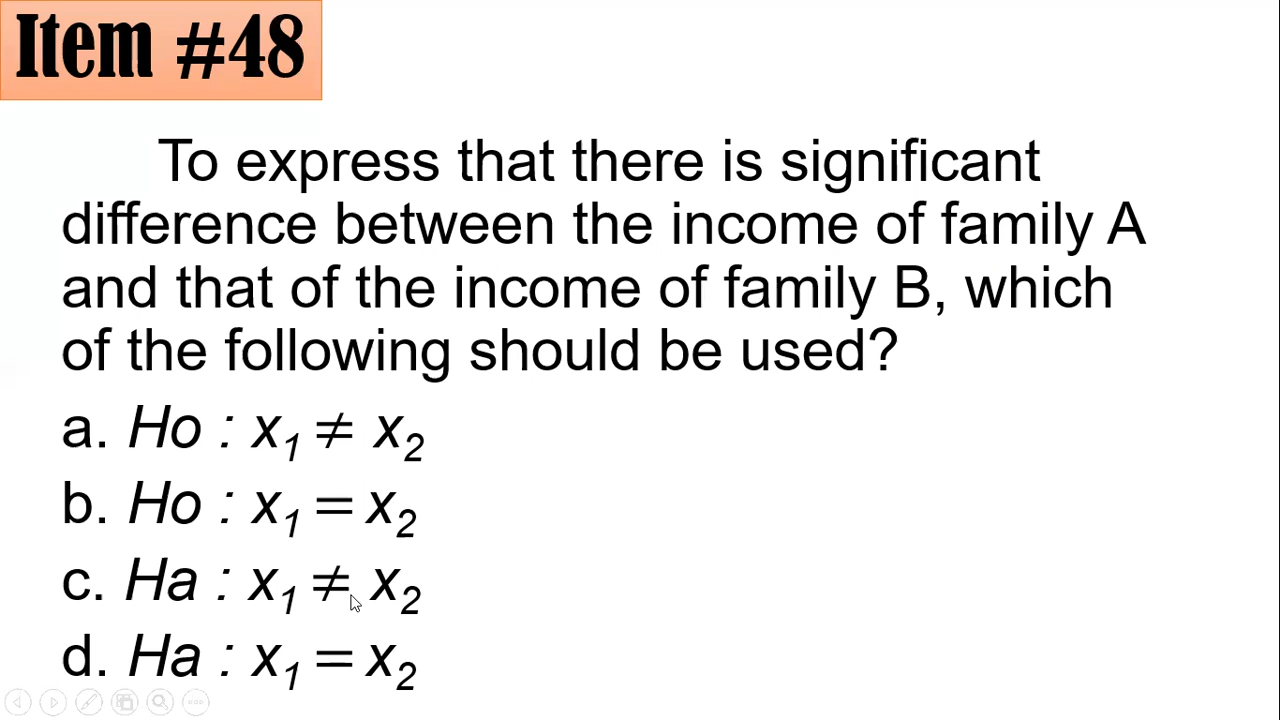 Item #48
To express that there is significant
difference between the income of family A
and that of the income of family B, which
of the following should be used?
a. Ho : x₁ ≠ x₂
b. Ho : x₁ = x₂
c. Ha : x₁ ≠ x₂
d. Ha : x₁ = x₂